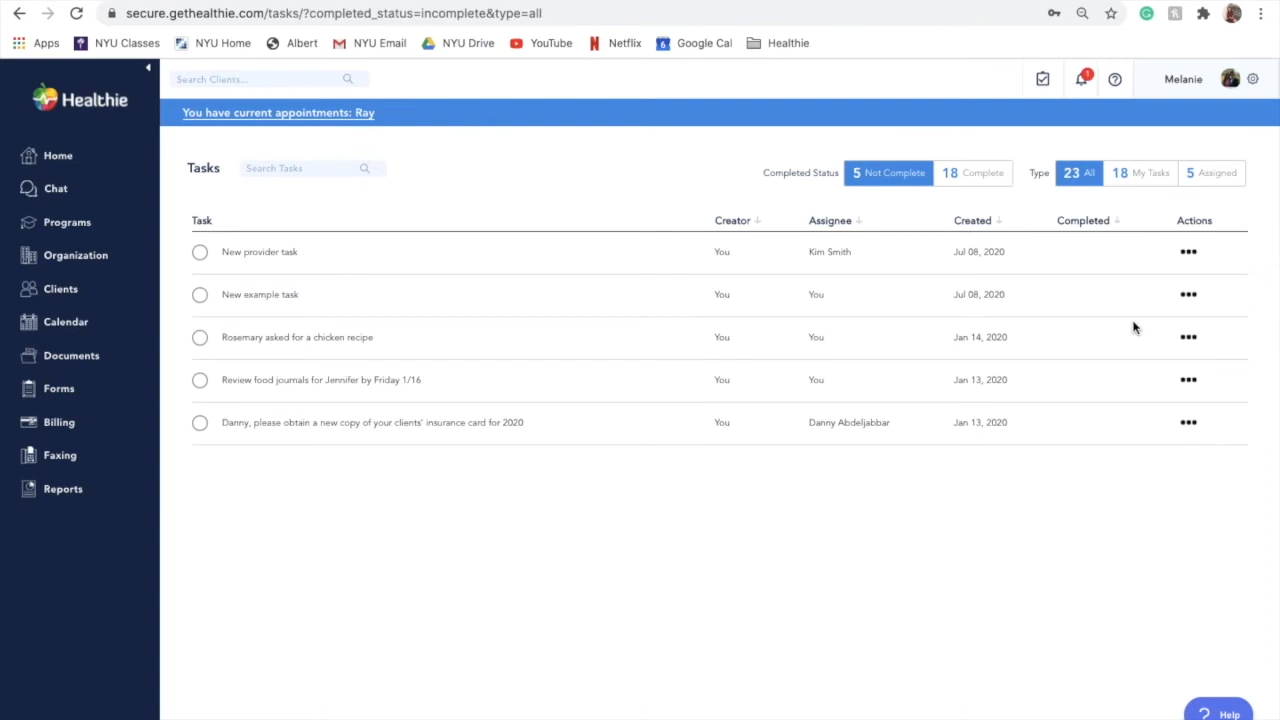 secure.gethealthie.com/tasks/?completed_status=incomplete&type=all
Apps NYU Classes NYU Home Albert NYU Email NYU Drive YouTube Netflix 6 Google Cal Healthie
Healthie
Search Clients...
1
Melanie
You have current appointments: Ray
Home
Chat
Programs
Organization
Clients
Calendar
Documents
Forms
Billing
Faxing
Reports
Tasks Search Tasks Completed Status 5 Not Complete 18 Complete Type 23 All 18 My Tasks 5 Assigned
Task Creator Assignee Created Completed Actions
New provider task You Kim Smith Jul 08, 2020
New example task You You Jul 08, 2020
Rosemary asked for a chicken recipe You You Jan 14, 2020
Review food journals for Jennifer by Friday 1/16 You You Jan 13, 2020
Danny, please obtain a new copy of your clients' insurance card for 2020 You Danny Abdeljabbar Jan 13, 2020
? Help